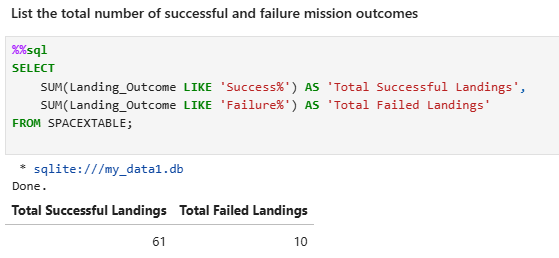 List the total number of successful and failure mission outcomes
%%sql
SELECT
    SUM(Landing_Outcome LIKE 'Success%') AS 'Total Successful Landings',
    SUM(Landing_Outcome LIKE 'Failure%') AS 'Total Failed Landings'
FROM SPACEXTABLE;
* sqlite:///my_data1.db
Done.
Total Successful Landings Total Failed Landings
61 10